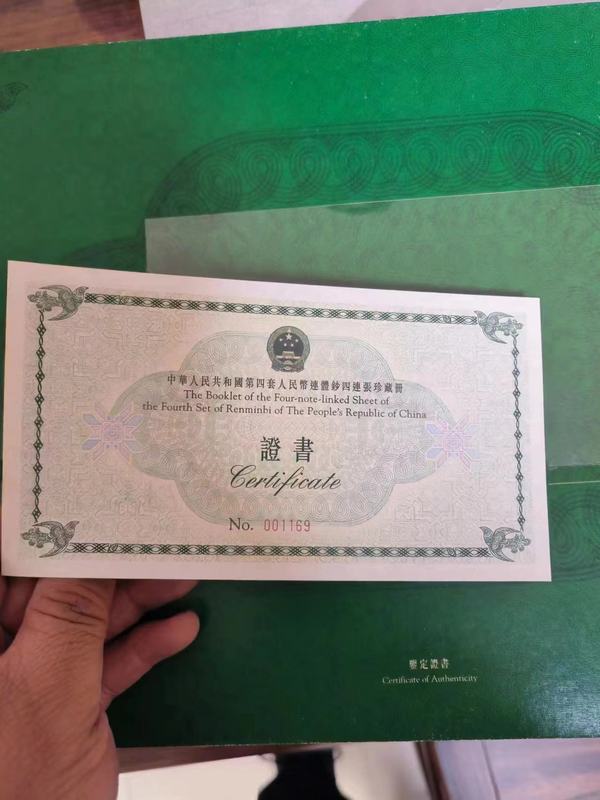 中華人民共和國第四套人民幣連體鈔四連張珍藏冊
The Booklet of the Four-note-linked Sheet of
the Fourth Set of Renminbi of The People's Republic of China
證書
Certificate
No. 001169
鑒定證書
Certificate of Authenticity